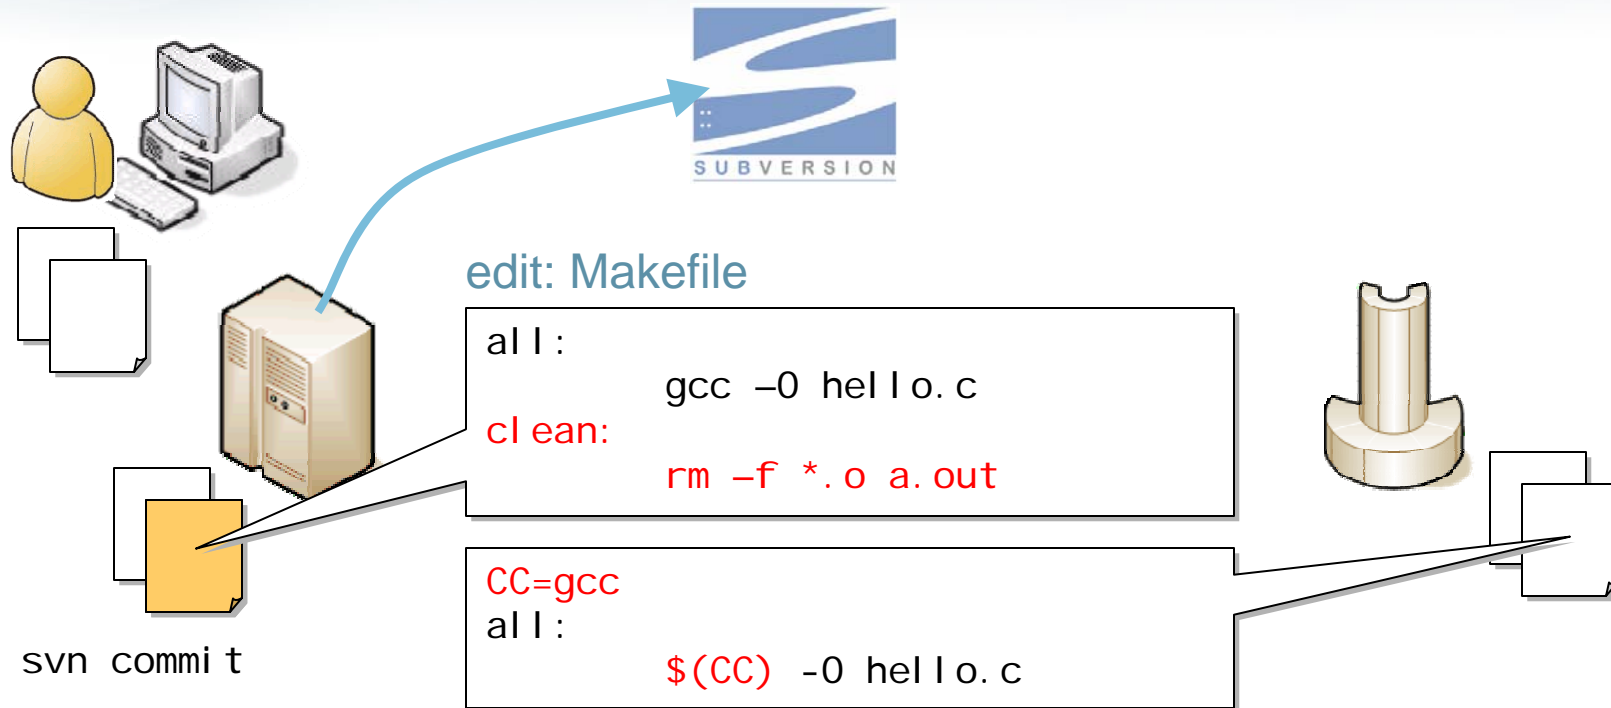 SUBVERSION
edit: Makefile
all:
gcc –O hello.c
clean:
rm –f *.o a.out
CC=gcc
all:
$(CC) -O hello.c
svn commit